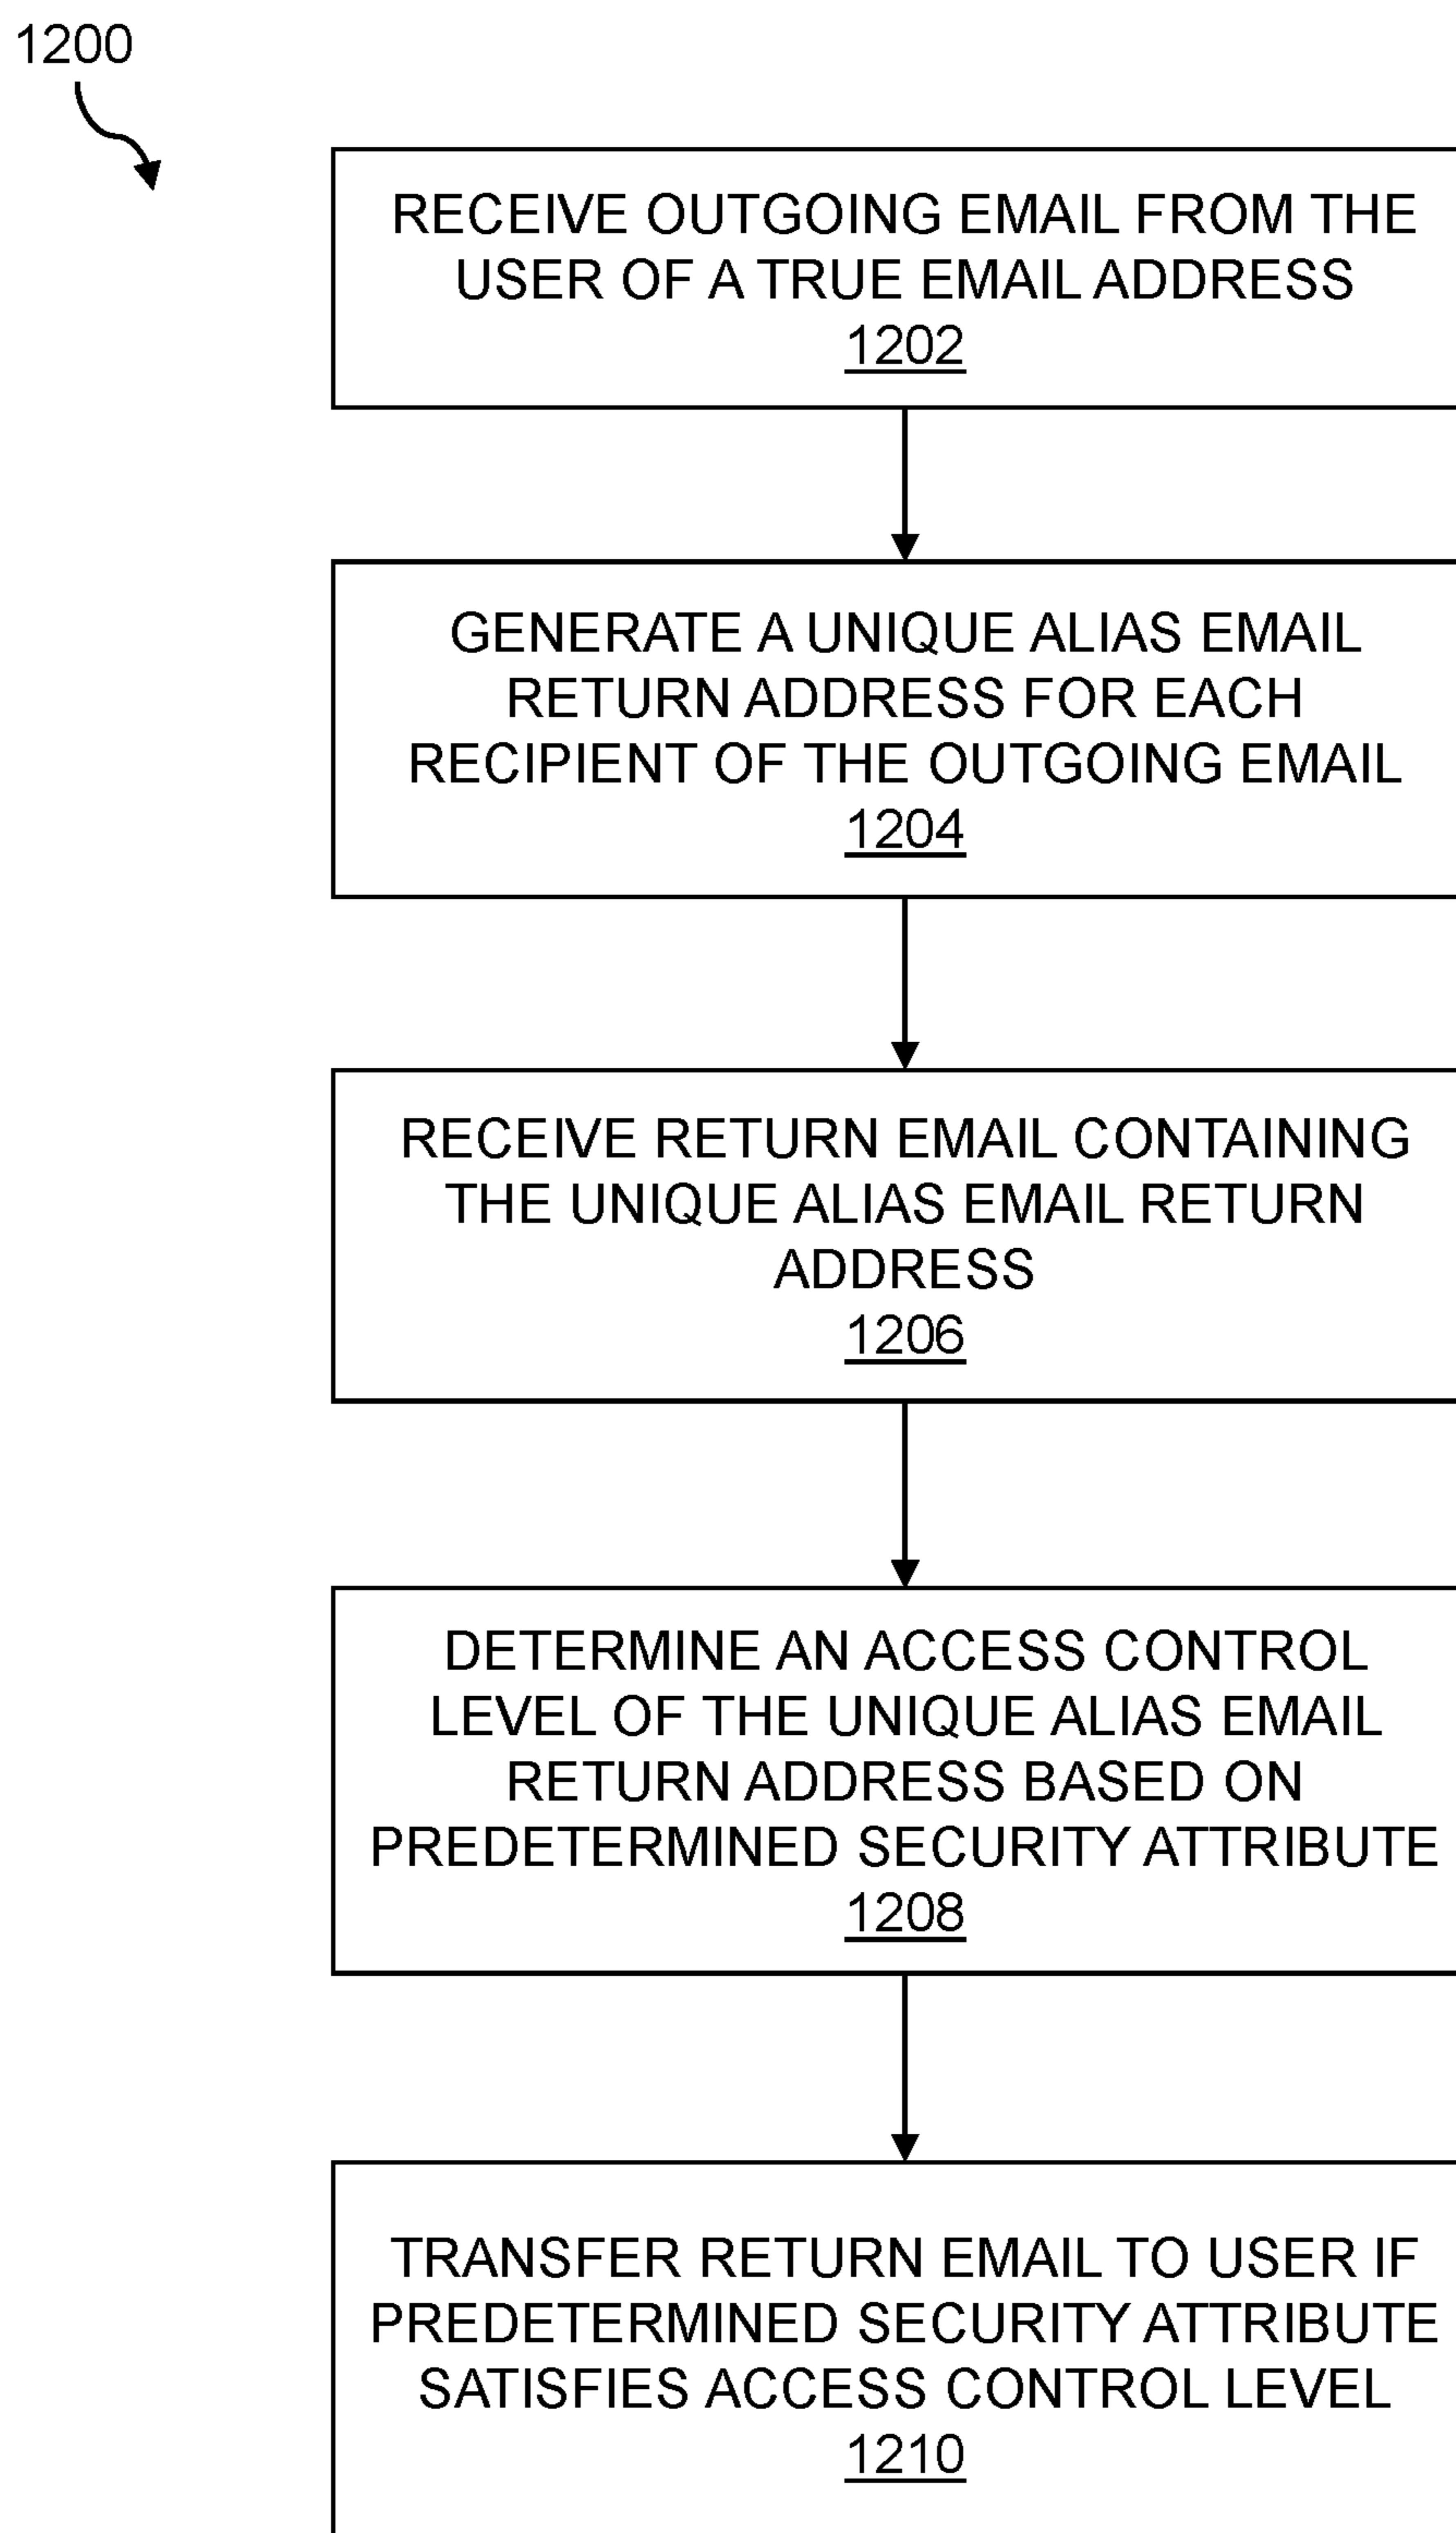 1200
RECEIVE OUTGOING EMAIL FROM THE
USER OF A TRUE EMAIL ADDRESS
1202
GENERATE A UNIQUE ALIAS EMAIL
RETURN ADDRESS FOR EACH
RECIPIENT OF THE OUTGOING EMAIL
1204
RECEIVE RETURN EMAIL CONTAINING
THE UNIQUE ALIAS EMAIL RETURN
ADDRESS
1206
DETERMINE AN ACCESS CONTROL
LEVEL OF THE UNIQUE ALIAS EMAIL
RETURN ADDRESS BASED ON
PREDETERMINED SECURITY ATTRIBUTE
1208
TRANSFER RETURN EMAIL TO USER IF
PREDETERMINED SECURITY ATTRIBUTE
SATISFIES ACCESS CONTROL LEVEL
1210